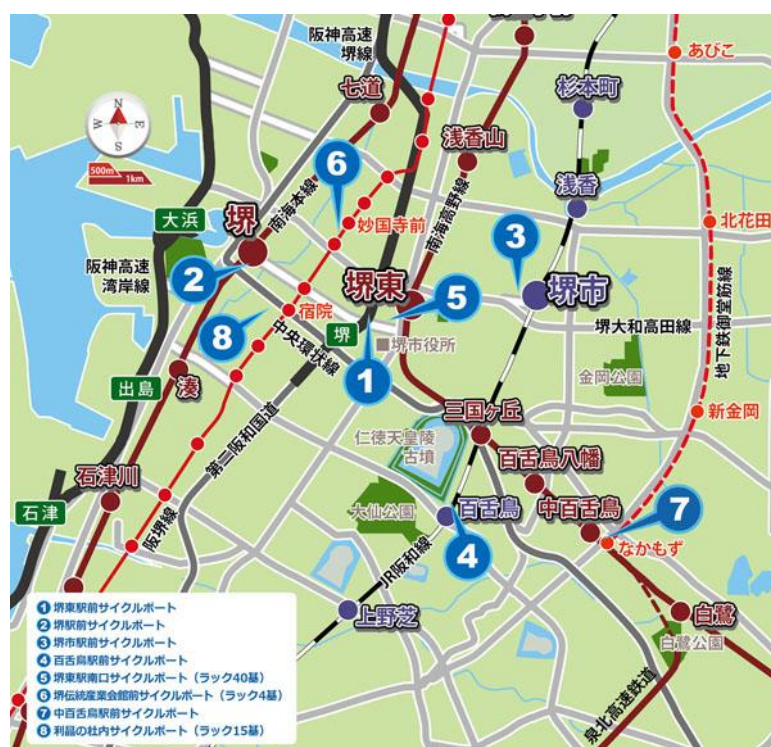 阪神高速
堺線
あびこ
七道
杉本町
浅香山
N
W
E
S
500m
1km
6
南海本線
浅香
大浜
堺
妙国寺前
南海高野線
北花田
3
阪神高速
湾岸線
2
堺東
5
堺市
地下鉄御堂筋線
8
宿院
堺
堺市役所
堺大和高田線
中央環状線
1
金岡公園
湊
出島
第二阪和国道
仁徳天皇陵
古墳
三国ヶ丘
新金岡
百舌鳥八幡
石津川
石津
大仙公園
百舌鳥
中百舌鳥
7
なかもず
阪堺線
JR阪和線
4
上野芝
白鷺
白鷺公園
泉北高速鉄道
1 堺東駅前サイクルポート
2 堺駅前サイクルポート
3 堺市駅前サイクルポート
4 百舌鳥駅前サイクルポート
5 堺東駅南口サイクルポート(ラック40基)
6 堺伝統産業会館前サイクルポート(ラック4基)
7 中百舌鳥駅前サイクルポート
8 利晶の杜内サイクルポート(ラック15基)